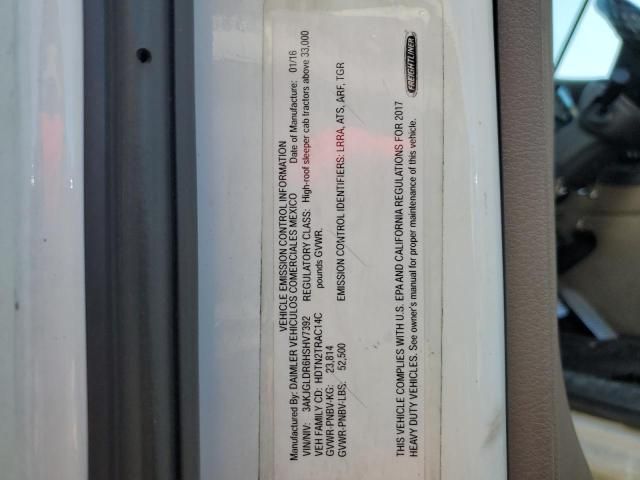 VEHICLE EMISSION CONTROL INFORMATION
Manufactured By: DAIMLER VEHICULOS COMERCIALES MEXICO Date of Manufacture: 01/16
VIN/NIV: 3AKJGLDR6HSHV7392 REGULATORY CLASS: High-roof sleeper cab tractors above 33,000
VEH FAMILY CD: HDTN2TRAC14C pounds GVWR.
GVWR-PNBV-KG: 23,814
GVWR-PNBV-LBS: 52,500 EMISSION CONTROL IDENTIFIERS: LRRA, ATS, ARF, TGR
THIS VEHICLE COMPLIES WITH U.S. EPA AND CALIFORNIA REGULATIONS FOR 2017
HEAVY DUTY VEHICLES. See owner's manual for proper maintenance of this vehicle.
FREIGHTLINER